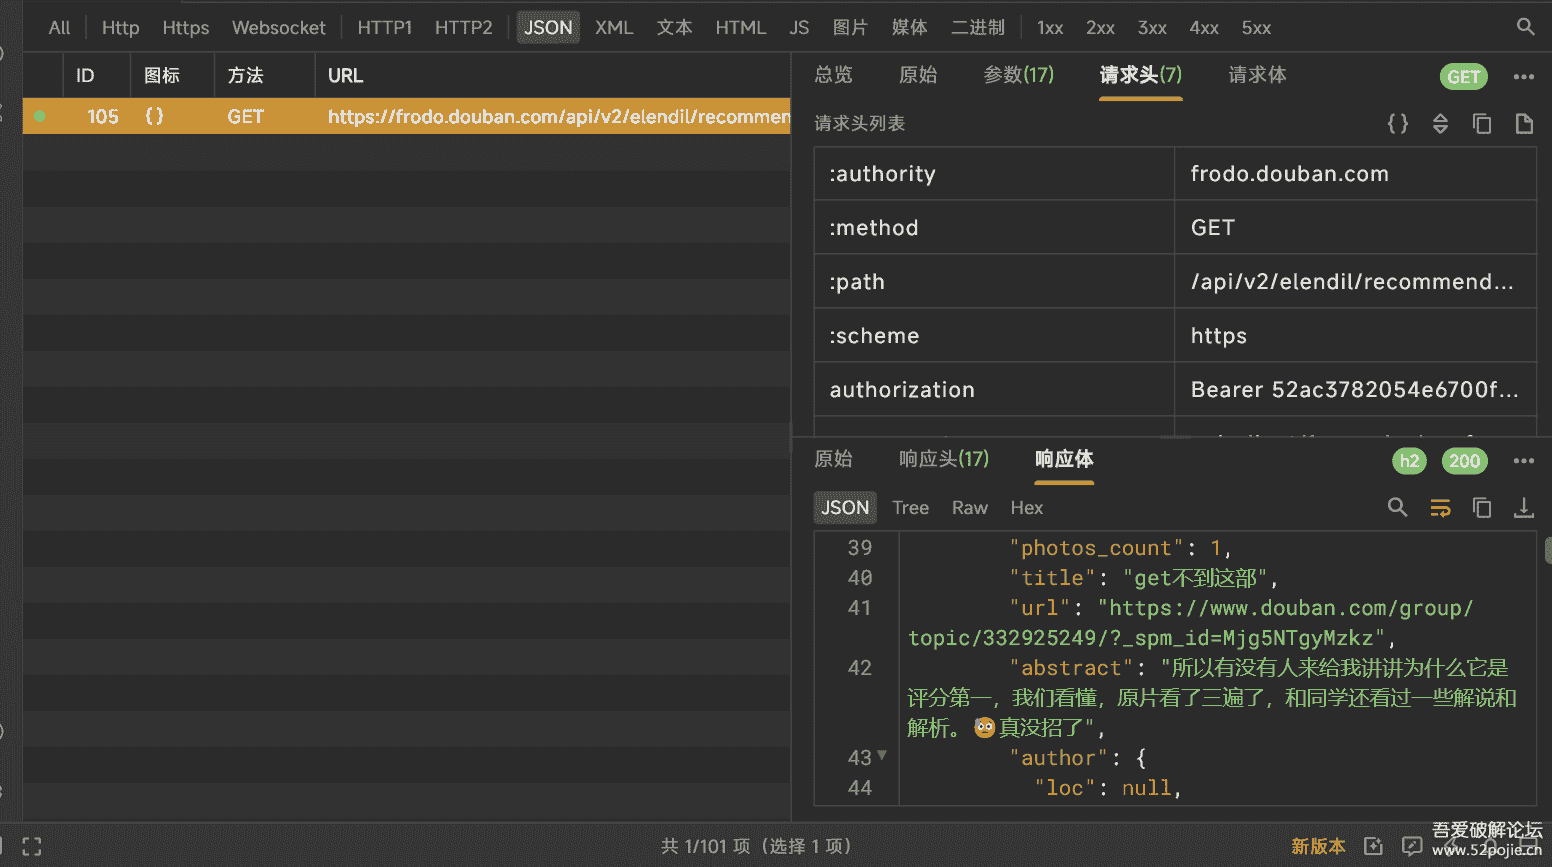 All Http Https Websocket HTTP1 HTTP2 JSON XML 文本 HTML JS 图片 媒体 二进制 1xx 2xx 3xx 4xx 5xx
ID 图标 方法 URL
105 {} GET https://frodo.douban.com/api/v2/elendil/recommen
总览 原始 参数(17) 请求头(7) 请求体 GET
请求头列表
:authority frodo.douban.com
:method GET
:path /api/v2/elendil/recommend...
:scheme https
authorization Bearer 52ac3782054e6700f...
原始 响应头(17) 响应体 h2 200
JSON Tree Raw Hex
39 "photos_count": 1,
40 "title": "get不到这部",
41 "url": "https://www.douban.com/group/
topic/332925249/?_spm_id=Mjg5NTgyMzkz",
42 "abstract": "所以有没有人来给我讲讲为什么它是
评分第一，我们看懂，原片看了三遍了，和同学还看过一些解说和
解析。😳真没招了",
43 "author": {
44 "loc": null,
共 1/101 项（选择 1 项）
新版本
吾爱破解论坛
www.52pojie.cn